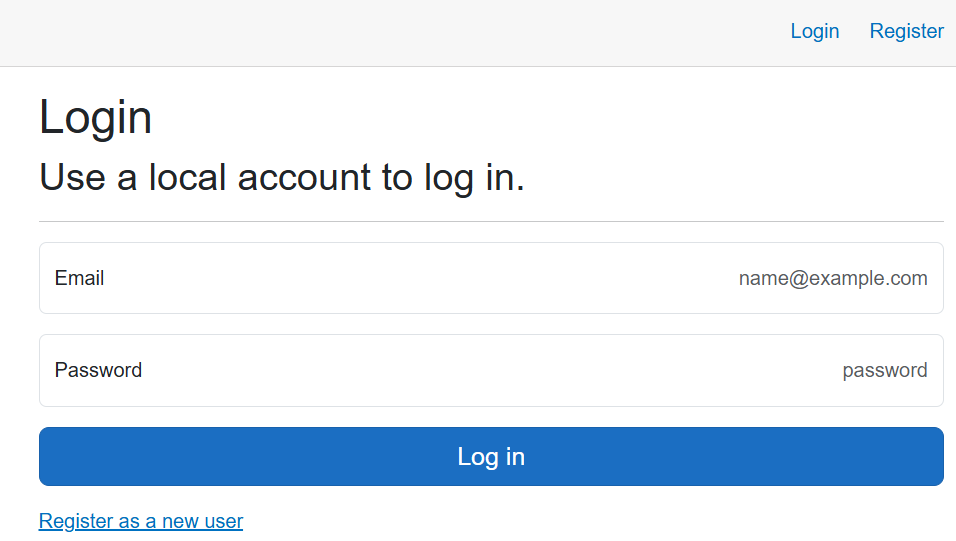 Login Register
Login
Use a local account to log in.
Email name@example.com
Password password
Log in
Register as a new user